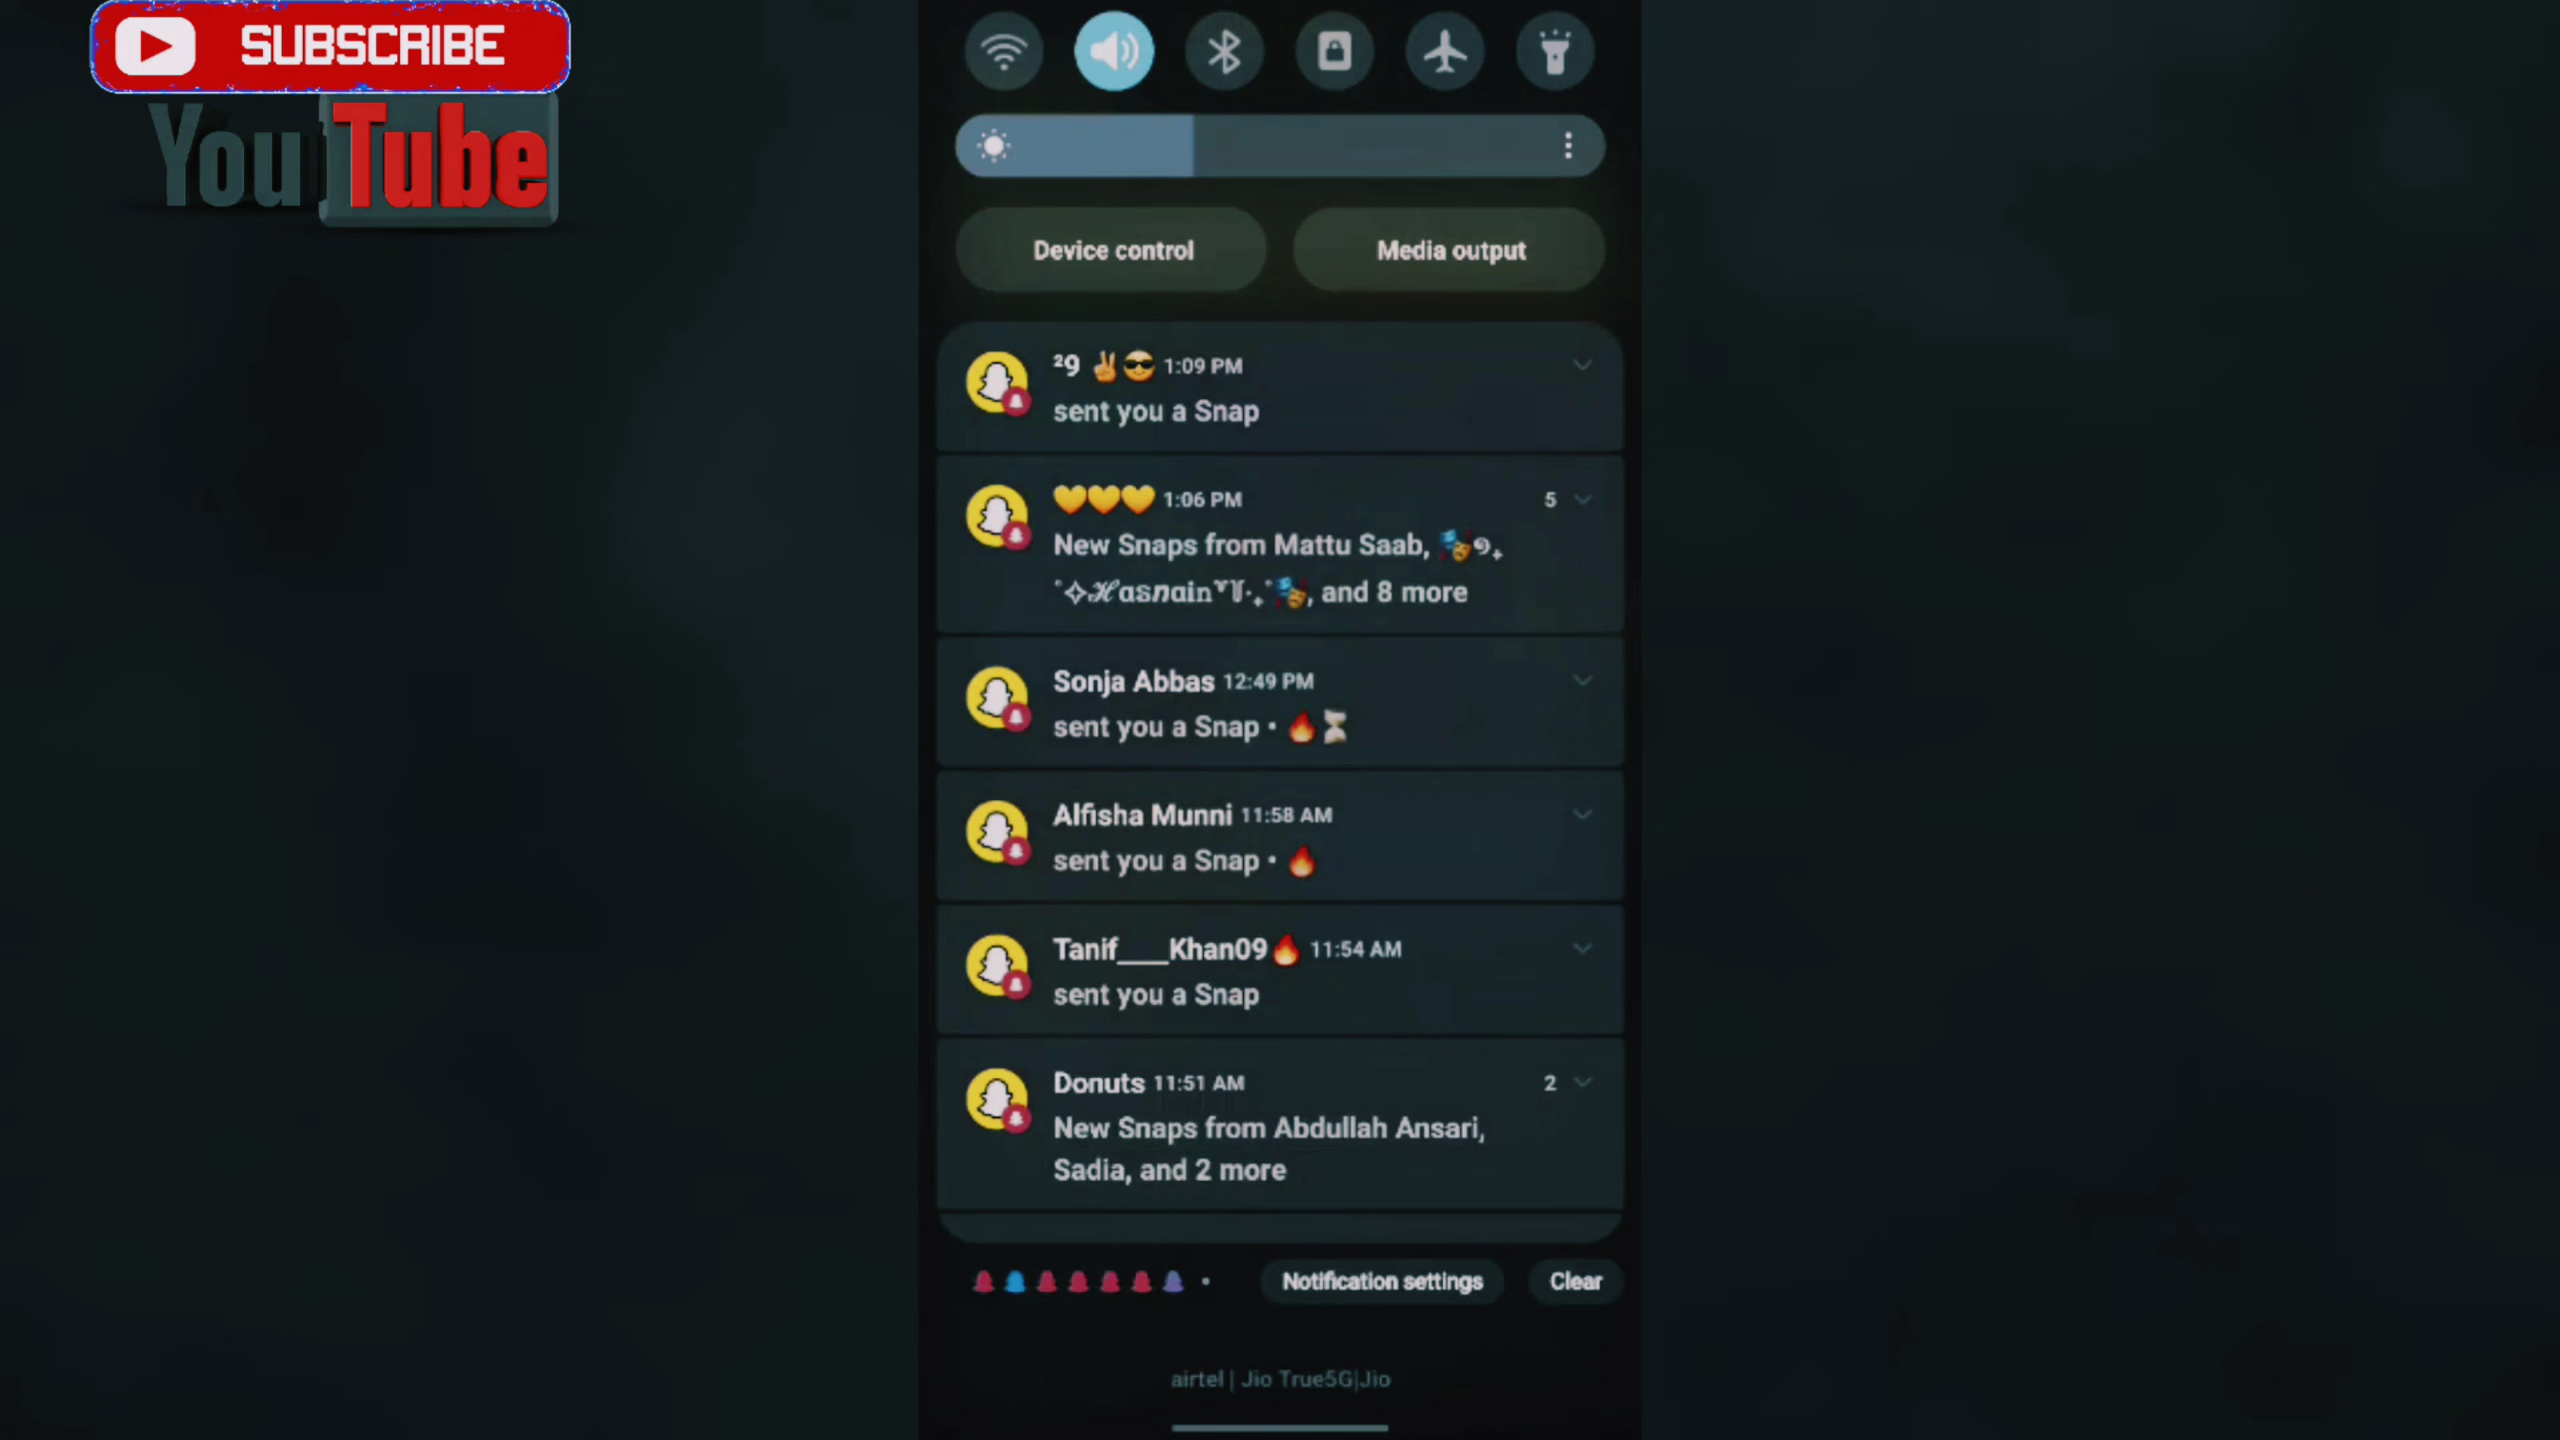 SUBSCRIBE
YouTube
Device control
Media output
²9 ✌😎 1:09 PM
sent you a Snap
💛💛💛 1:06 PM
5
New Snaps from Mattu Saab, 🎭
and 8 more
Sonja Abbas 12:49 PM
sent you a Snap • 🔥⌛
Alfisha Munni 11:58 AM
sent you a Snap • 🔥
Tanif___Khan09🔥 11:54 AM
sent you a Snap
Donuts 11:51 AM
2
New Snaps from Abdullah Ansari,
Sadia, and 2 more
Notification settings
Clear
airtel | Jio True5G|Jio